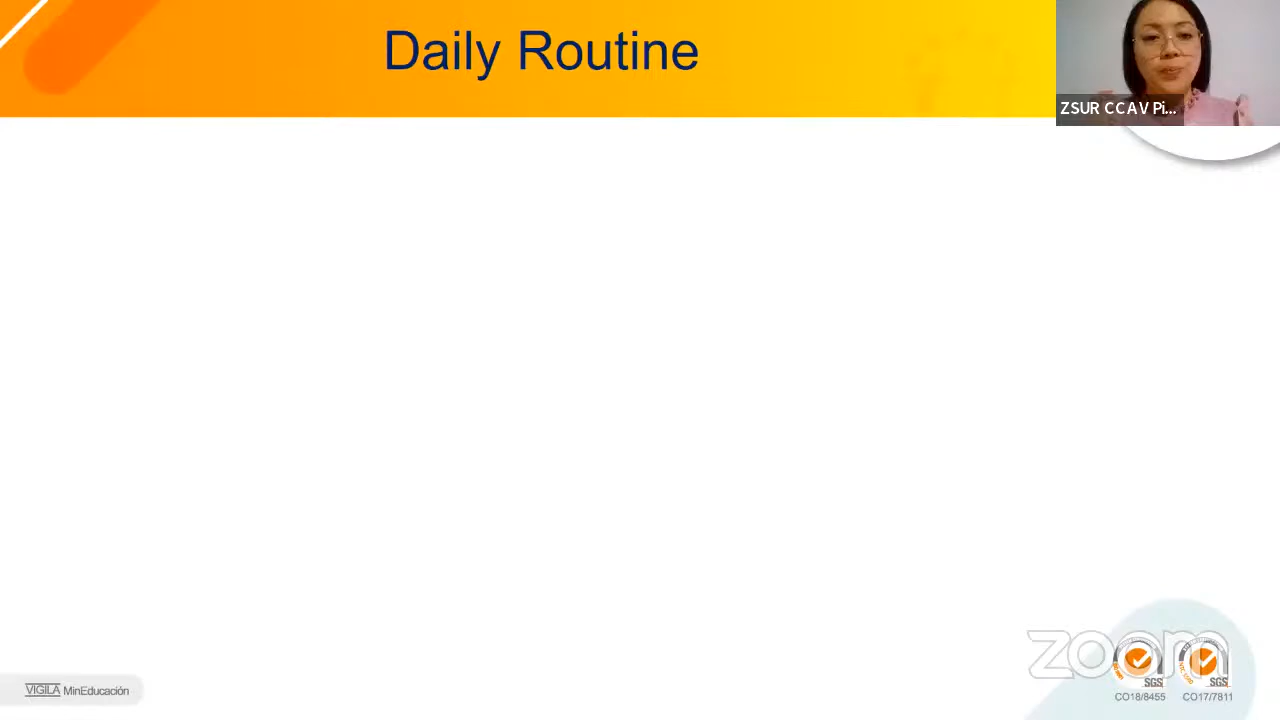 Daily Routine
ZSUR CCAV Pi...
zoom
SGS
SGS
CO18/8455
CO17/7811
VIGILA MinEducación